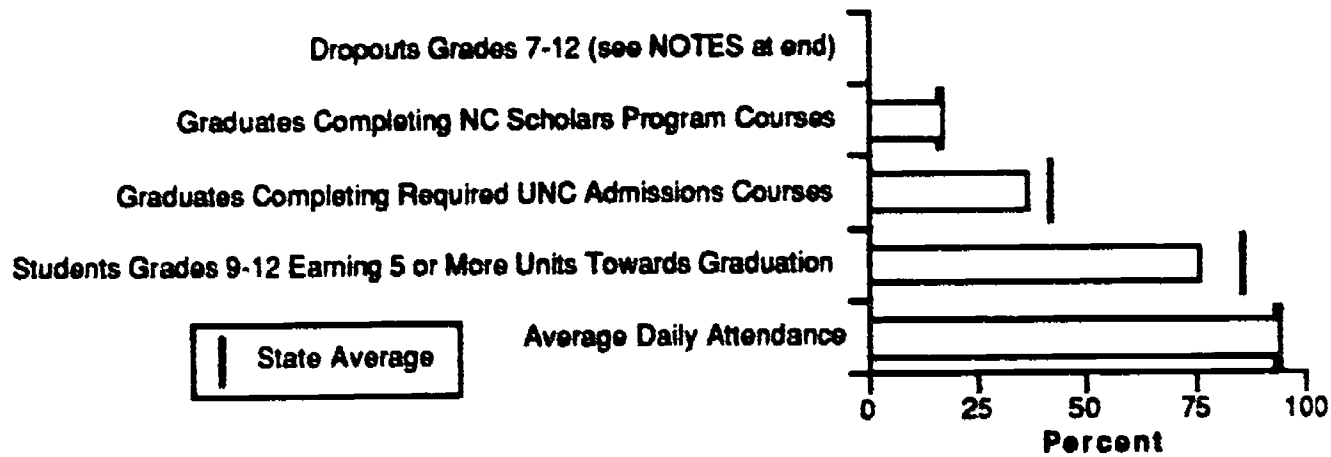 Dropouts Grades 7-12 (see NOTES at end)
Graduates Completing NC Scholars Program Courses
Graduates Completing Required UNC Admissions Courses
Students Grades 9-12 Earning 5 or More Units Towards Graduation
Average Daily Attendance
State Average
0 25 50 75 100
Percent